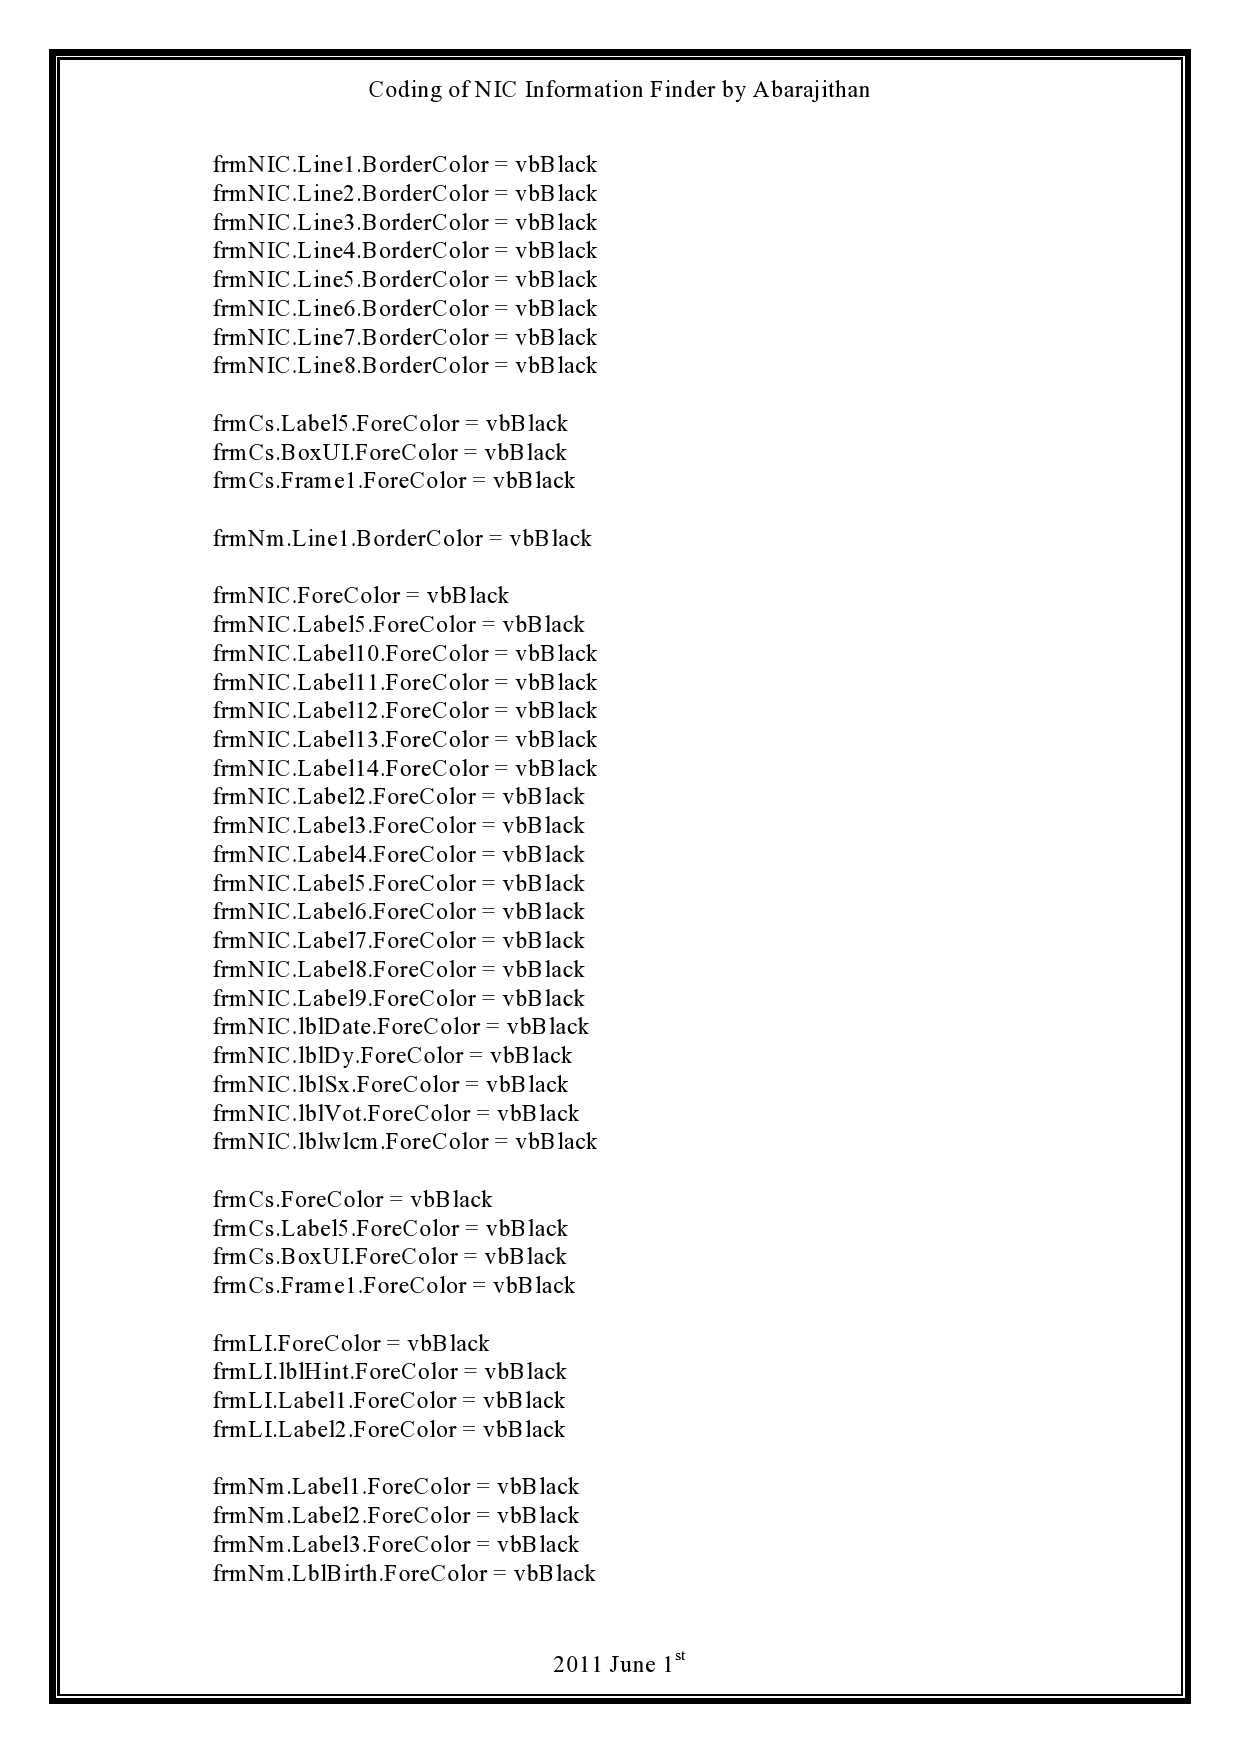 Coding of NIC Information Finder by Abarajithan
frmNIC.Line1.BorderColor = vbBlack
frmNIC.Line2.BorderColor = vbBlack
frmNIC.Line3.BorderColor = vbBlack
frmNIC.Line4.BorderColor = vbBlack
frmNIC.Line5.BorderColor = vbBlack
frmNIC.Line6.BorderColor = vbBlack
frmNIC.Line7.BorderColor = vbBlack
frmNIC.Line8.BorderColor = vbBlack
frmCs.Label5.ForeColor = vbBlack
frmCs.BoxUI.ForeColor = vbBlack
frmCs.Frame1.ForeColor = vbBlack
frmNm.Line1.BorderColor = vbBlack
frmNIC.ForeColor = vbBlack
frmNIC.Label5.ForeColor = vbBlack
frmNIC.Label10.ForeColor = vbBlack
frmNIC.Label11.ForeColor = vbBlack
frmNIC.Label12.ForeColor = vbBlack
frmNIC.Label13.ForeColor = vbBlack
frmNIC.Label14.ForeColor = vbBlack
frmNIC.Label2.ForeColor = vbBlack
frmNIC.Label3.ForeColor = vbBlack
frmNIC.Label4.ForeColor = vbBlack
frmNIC.Label5.ForeColor = vbBlack
frmNIC.Label6.ForeColor = vbBlack
frmNIC.Label7.ForeColor = vbBlack
frmNIC.Label8.ForeColor = vbBlack
frmNIC.Label9.ForeColor = vbBlack
frmNIC.lblDate.ForeColor = vbBlack
frmNIC.lblDy.ForeColor = vbBlack
frmNIC.lblSx.ForeColor = vbBlack
frmNIC.lblVot.ForeColor = vbBlack
frmNIC.lblwlcm.ForeColor = vbBlack
frmCs.ForeColor = vbBlack
frmCs.Label5.ForeColor = vbBlack
frmCs.BoxUI.ForeColor = vbBlack
frmCs.Frame1.ForeColor = vbBlack
frmLI.ForeColor = vbBlack
frmLI.lblHint.ForeColor = vbBlack
frmLI.Label1.ForeColor = vbBlack
frmLI.Label2.ForeColor = vbBlack
frmNm.Label1.ForeColor = vbBlack
frmNm.Label2.ForeColor = vbBlack
frmNm.Label3.ForeColor = vbBlack
frmNm.LblBirth.ForeColor = vbBlack
2011 June 1st